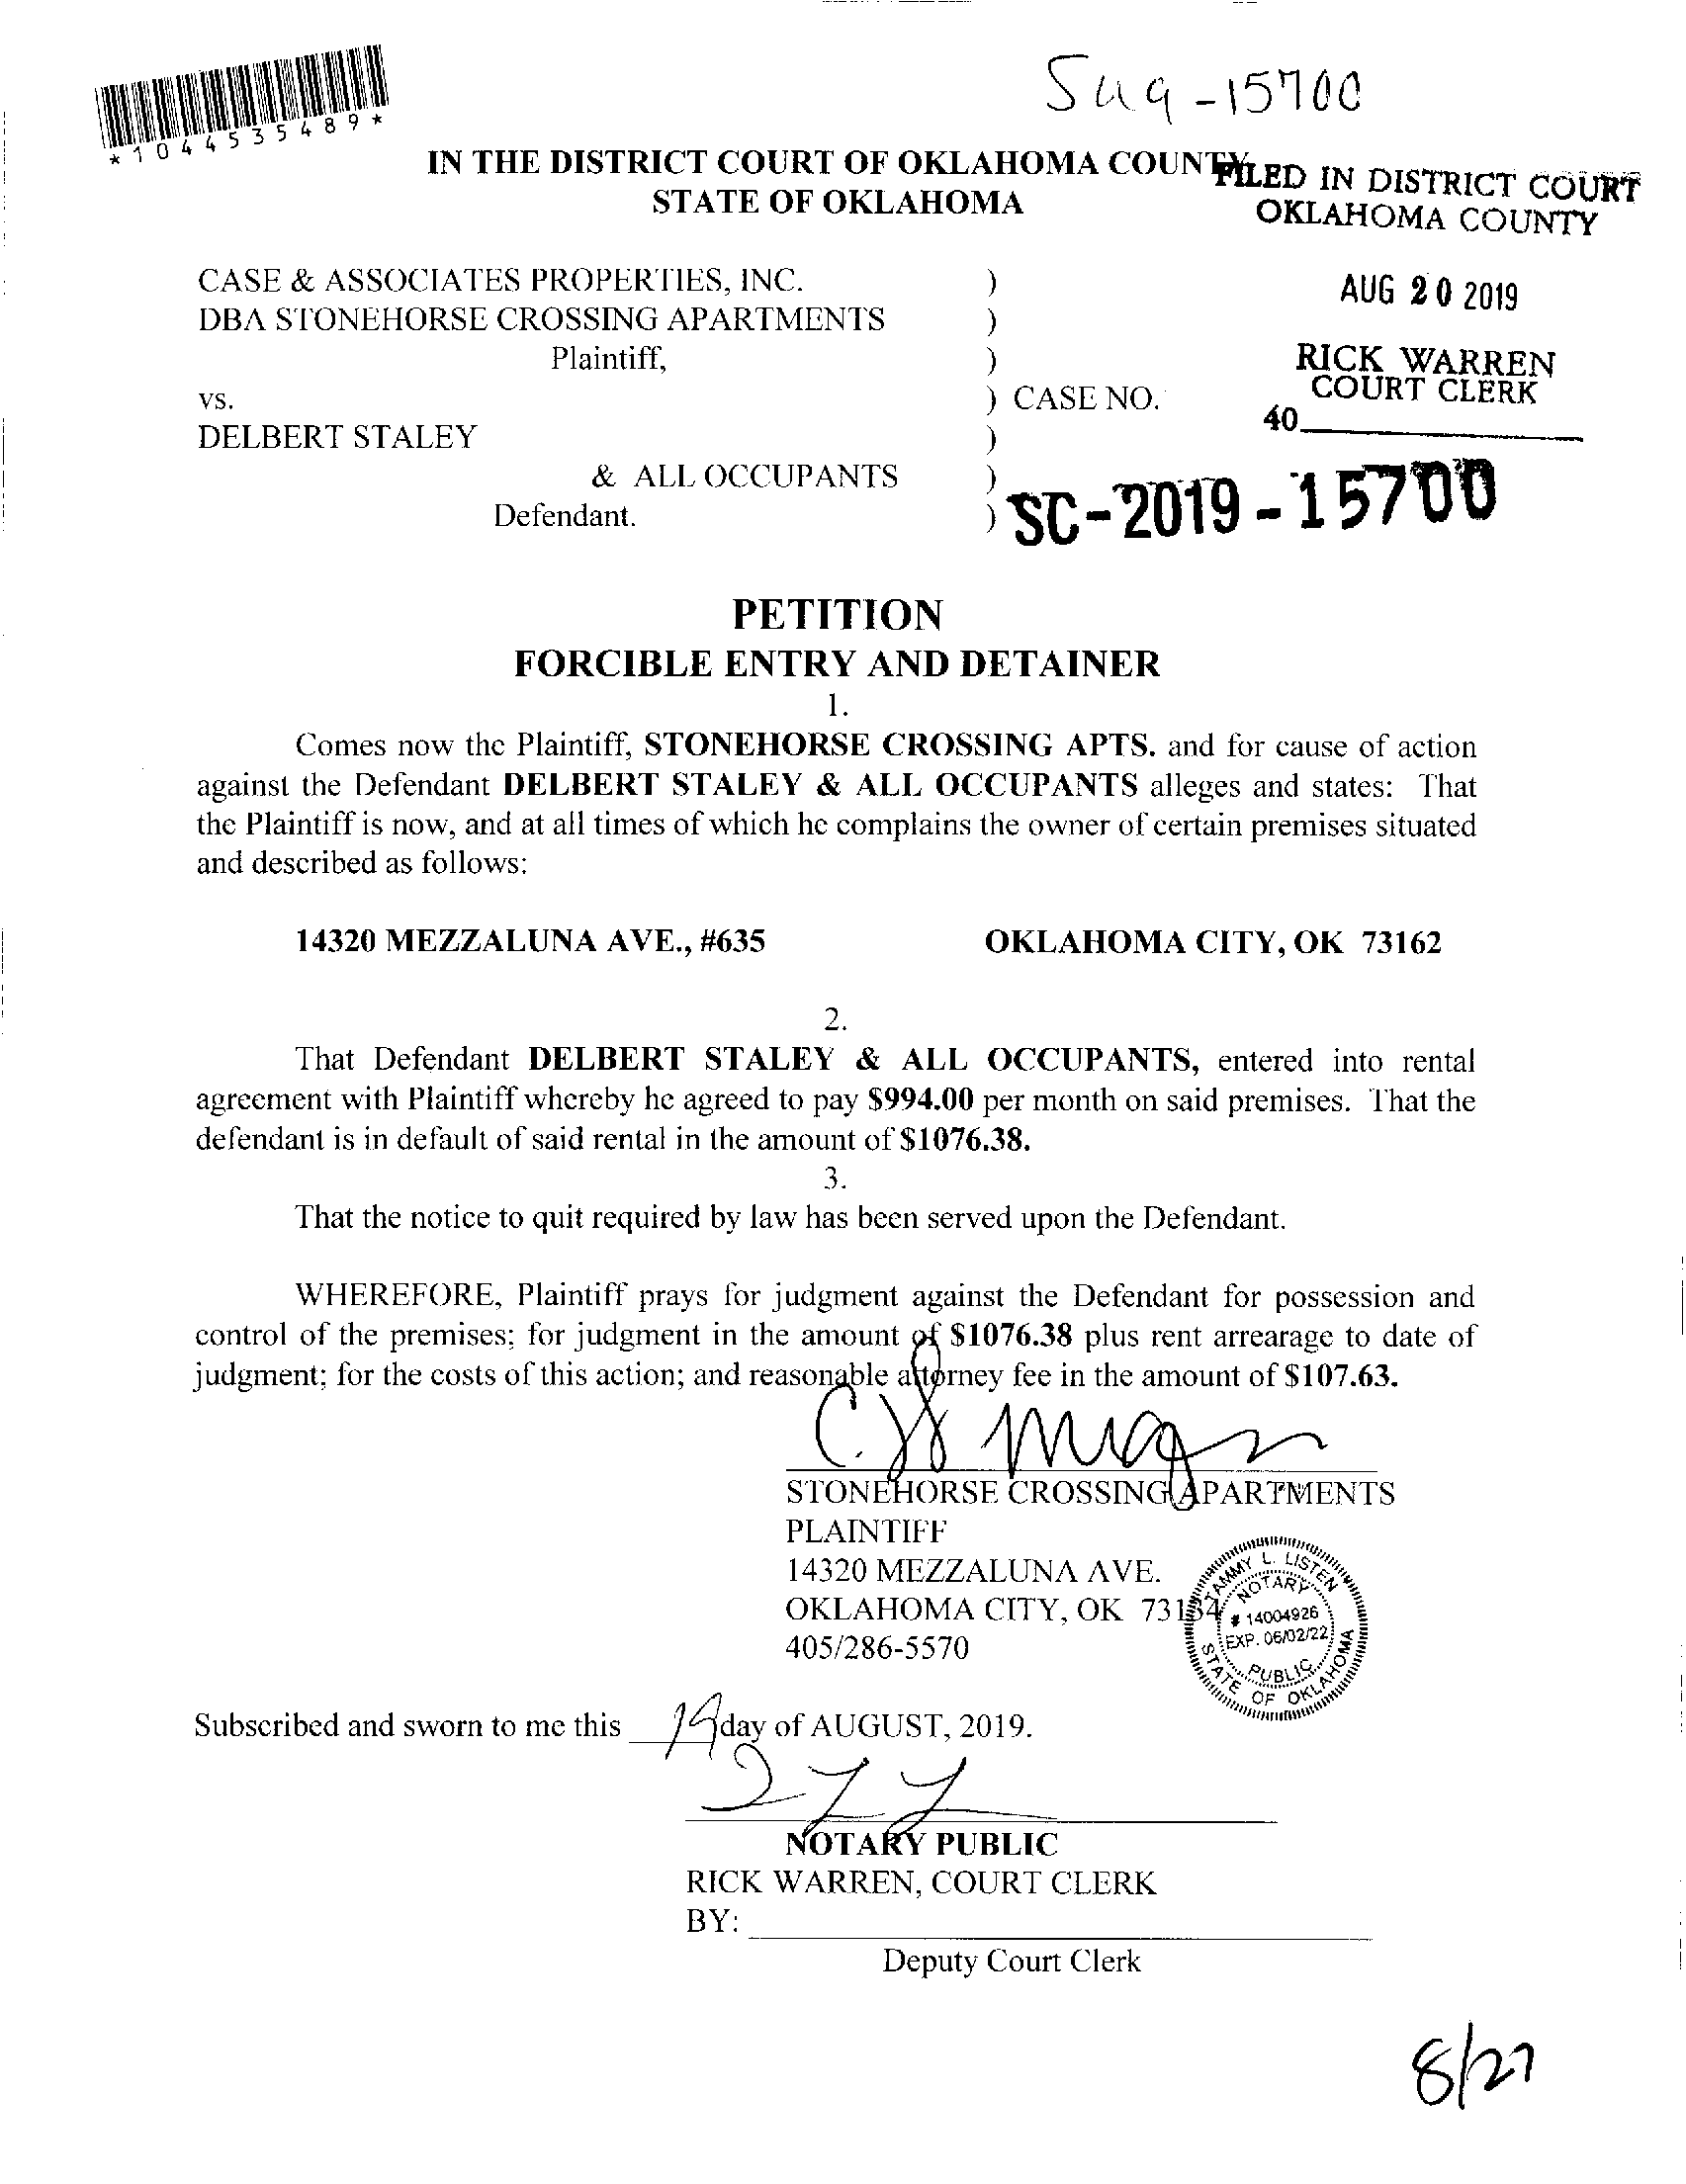 *1044535489*
IN THE DISTRICT COURT OF OKLAHOMA COUNTY
STATE OF OKLAHOMA
FILED IN DISTRICT COURT
OKLAHOMA COUNTY
AUG 20 2019
RICK WARREN
COURT CLERK
40
CASE & ASSOCIATES PROPERTIES, INC. )
DBA STONEHORSE CROSSING APARTMENTS )
Plaintiff, )
vs. ) CASE NO.
DELBERT STALEY )
& ALL OCCUPANTS )
Defendant. ) SC-2019-15700
PETITION
FORCIBLE ENTRY AND DETAINER
1.
Comes now the Plaintiff, STONEHORSE CROSSING APTS. and for cause of action
against the Defendant DELBERT STALEY & ALL OCCUPANTS alleges and states: That
the Plaintiff is now, and at all times of which he complains the owner of certain premises situated
and described as follows:
14320 MEZZALUNA AVE., #635 OKLAHOMA CITY, OK 73162
2.
That Defendant DELBERT STALEY & ALL OCCUPANTS, entered into rental
agreement with Plaintiff whereby he agreed to pay $994.00 per month on said premises. That the
defendant is in default of said rental in the amount of $1076.38.
3.
That the notice to quit required by law has been served upon the Defendant.
WHEREFORE, Plaintiff prays for judgment against the Defendant for possession and
control of the premises; for judgment in the amount of $1076.38 plus rent arrearage to date of
judgment; for the costs of this action; and reasonable attorney fee in the amount of $107.63.
STONEHORSE CROSSING APARTMENTS
PLAINTIFF
14320 MEZZALUNA AVE.
OKLAHOMA CITY, OK 73134
405/286-5570
TAMMY L. LISTEN
NOTARY
# 14004926
EXP. 06/02/22
PUBLIC
STATE OF OKLAHOMA
Subscribed and sworn to me this 19 day of AUGUST, 2019.
NOTARY PUBLIC
RICK WARREN, COURT CLERK
BY:
Deputy Court Clerk
8/27